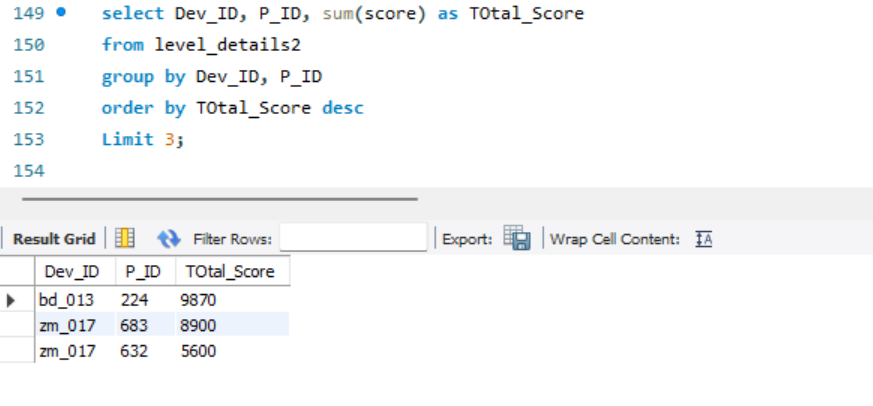 149 select Dev_ID, P_ID, sum(score) as TOtal_Score
150 from level_details2
151 group by Dev_ID, P_ID
152 order by TOtal_Score desc
153 Limit 3;
154
Result Grid Filter Rows: Export: Wrap Cell Content: IA
Dev_ID P_ID TOtal_Score
bd_013 224 9870
zm_017 683 8900
zm_017 632 5600